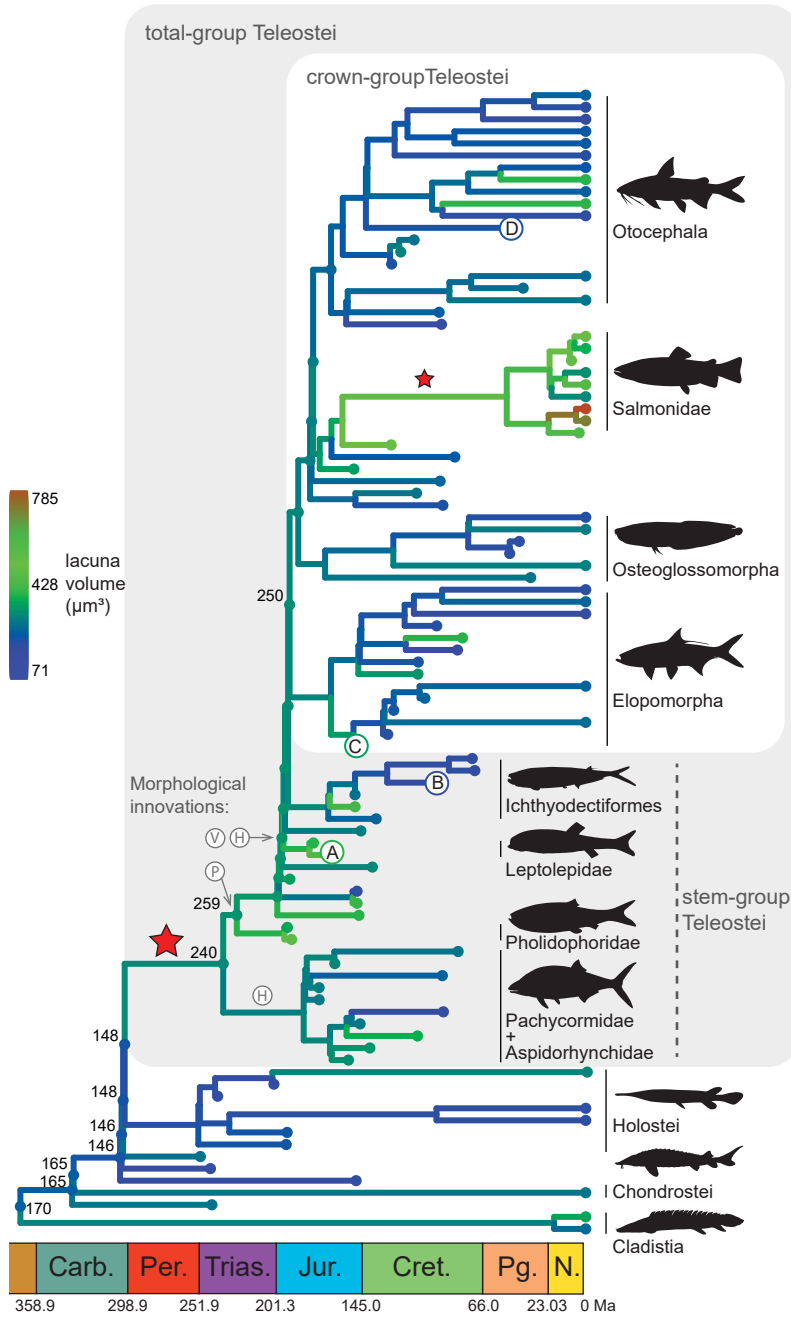 total-group Teleostei
crown-groupTeleostei
D
Otocephala
Salmonidae
785
lacuna
volume
428
(µm³)
71
Osteoglossomorpha
250
Elopomorpha
C
Morphological
innovations:
B
Ichthyodectiformes
V H
A
Leptolepidae
P
259
stem-group
Teleostei
240
Pholidophoridae
H
Pachycormidae
+
Aspidorhynchidae
148
148
Holostei
146
146
165
165
Chondrostei
170
Cladistia
Carb. Per. Trias. Jur. Cret. Pg. N.
358.9 298.9 251.9 201.3 145.0 66.0 23.03 0 Ma